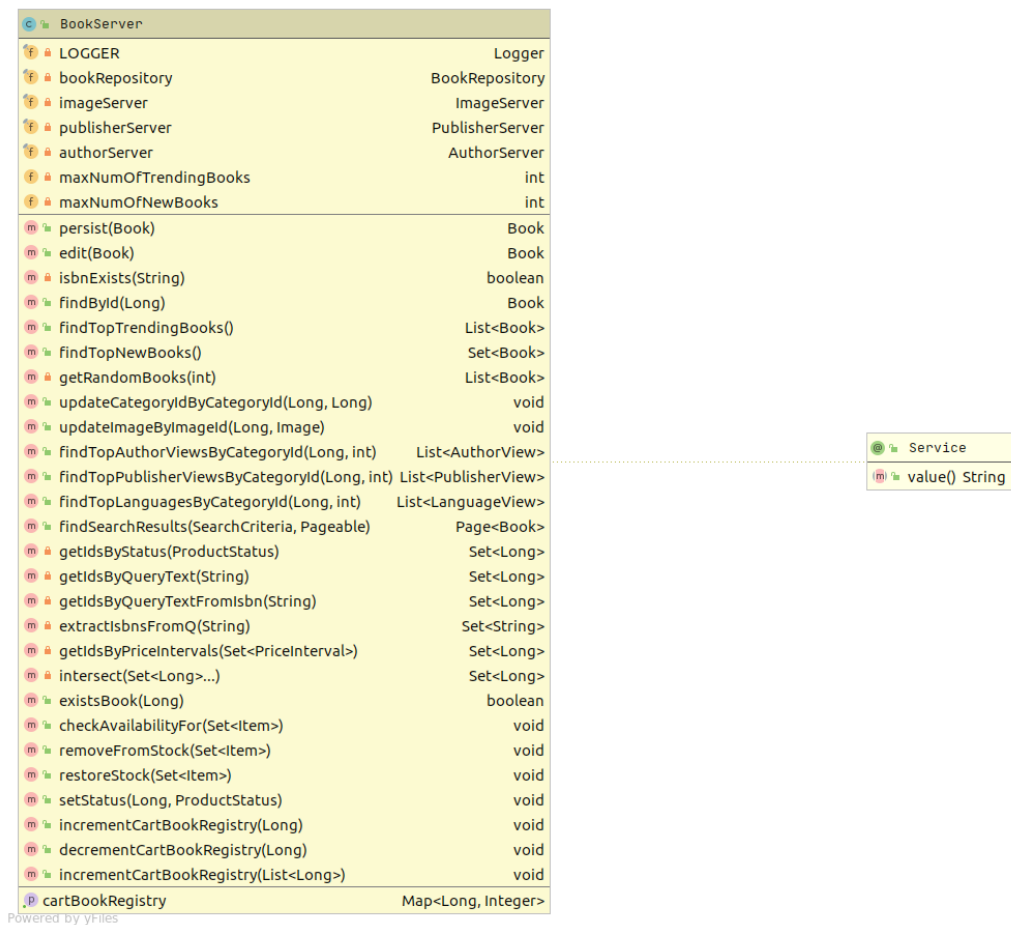 BookServer
LOGGER Logger
bookRepository BookRepository
imageServer ImageServer
publisherServer PublisherServer
authorServer AuthorServer
maxNumOfTrendingBooks int
maxNumOfNewBooks int
persist(Book) Book
edit(Book) Book
isbnExists(String) boolean
findById(Long) Book
findTopTrendingBooks() List<Book>
findTopNewBooks() Set<Book>
getRandomBooks(int) List<Book>
updateCategoryIdByCategoryId(Long, Long) void
updateImageByImageId(Long, Image) void
findTopAuthorViewsByCategoryId(Long, int) List<AuthorView>
findTopPublisherViewsByCategoryId(Long, int) List<PublisherView>
findTopLanguagesByCategoryId(Long, int) List<LanguageView>
findSearchResults(SearchCriteria, Pageable) Page<Book>
getIdsByStatus(ProductStatus) Set<Long>
getIdsByQueryText(String) Set<Long>
getIdsByQueryTextFromIsbn(String) Set<Long>
extractIsbnsFromQ(String) Set<String>
getIdsByPriceIntervals(Set<PriceInterval>) Set<Long>
intersect(Set<Long>...) Set<Long>
existsBook(Long) boolean
checkAvailabilityFor(Set<Item>) void
removeFromStock(Set<Item>) void
restoreStock(Set<Item>) void
setStatus(Long, ProductStatus) void
incrementCartBookRegistry(Long) void
decrementCartBookRegistry(Long) void
incrementCartBookRegistry(List<Long>) void
cartBookRegistry Map<Long, Integer>
Service
value() String
Powered by yFiles